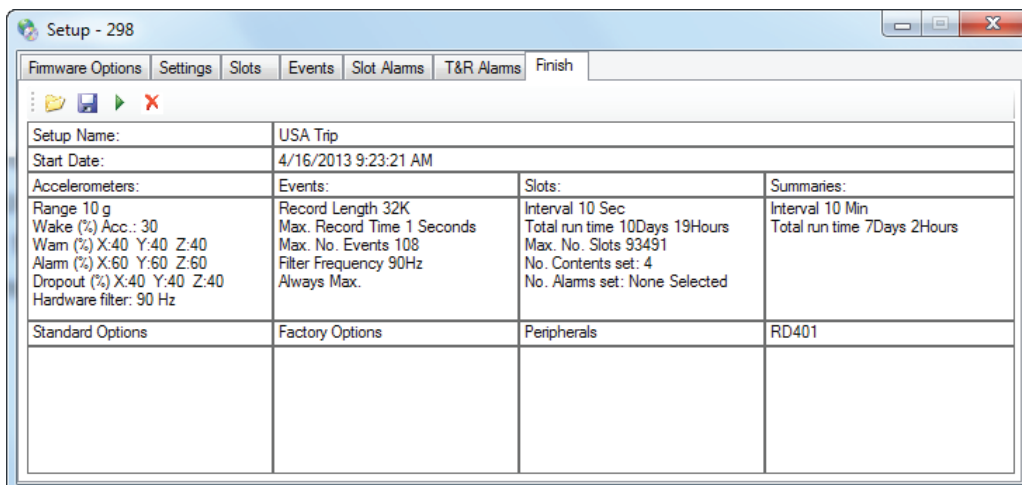 Setup - 298
Firmware Options Settings Slots Events Slot Alarms T&R Alarms Finish
Setup Name: USA Trip
Start Date: 4/16/2013 9:23:21 AM
Accelerometers: Events: Slots: Summaries:
Range 10 g Record Length 32K Interval 10 Sec Interval 10 Min
Wake (%) Acc.: 30 Max. Record Time 1 Seconds Total run time 10Days 19Hours Total run time 7Days 2Hours
Warn (%) X:40 Y:40 Z:40 Max. No. Events 108 Max. No. Slots 93491
Alarm (%) X:60 Y:60 Z:60 Filter Frequency 90Hz No. Contents set: 4
Dropout (%) X:40 Y:40 Z:40 Always Max. No. Alarms set: None Selected
Hardware filter: 90 Hz
Standard Options Factory Options Peripherals RD401